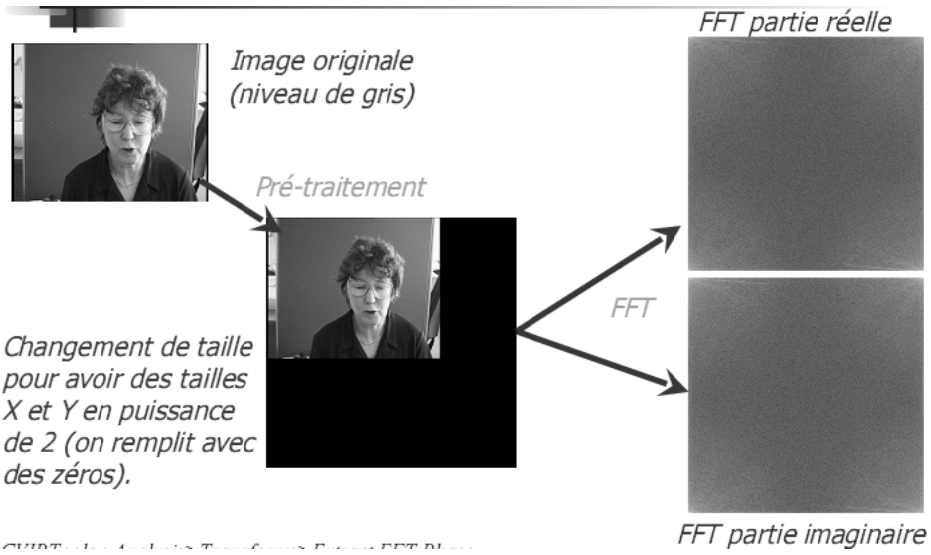 FFT partie réelle
Image originale
(niveau de gris)
Pré-traitement
FFT
Changement de taille
pour avoir des tailles
X et Y en puissance
de 2 (on remplit avec
des zéros).
FFT partie imaginaire